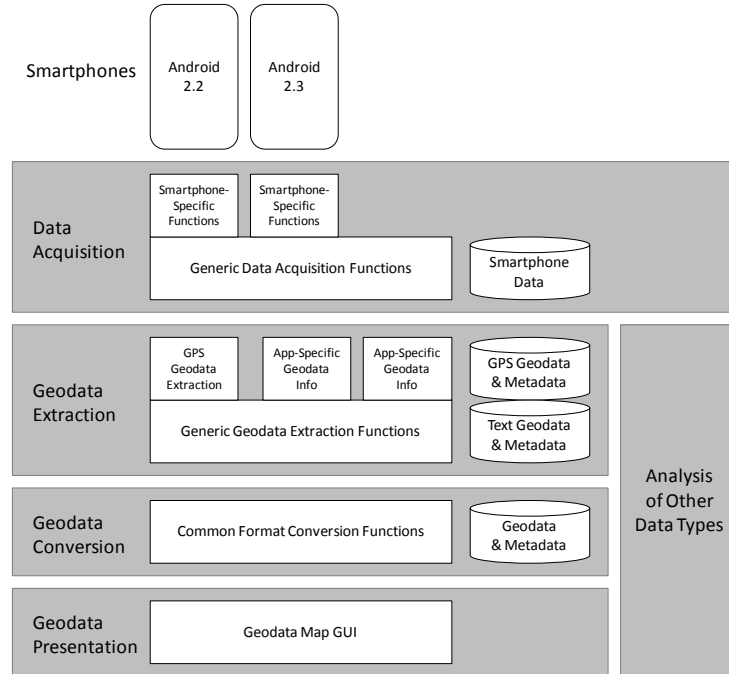 Smartphones
Android
2.2
Android
2.3
Data
Acquisition
Smartphone-
Specific
Functions
Smartphone-
Specific
Functions
Generic Data Acquisition Functions
Smartphone
Data
Geodata
Extraction
GPS
Geodata
Extraction
App-Specific
Geodata
Info
App-Specific
Geodata
Info
Generic Geodata Extraction Functions
GPS Geodata
& Metadata
Text Geodata
& Metadata
Analysis
of Other
Data Types
Geodata
Conversion
Common Format Conversion Functions
Geodata
& Metadata
Geodata
Presentation
Geodata Map GUI